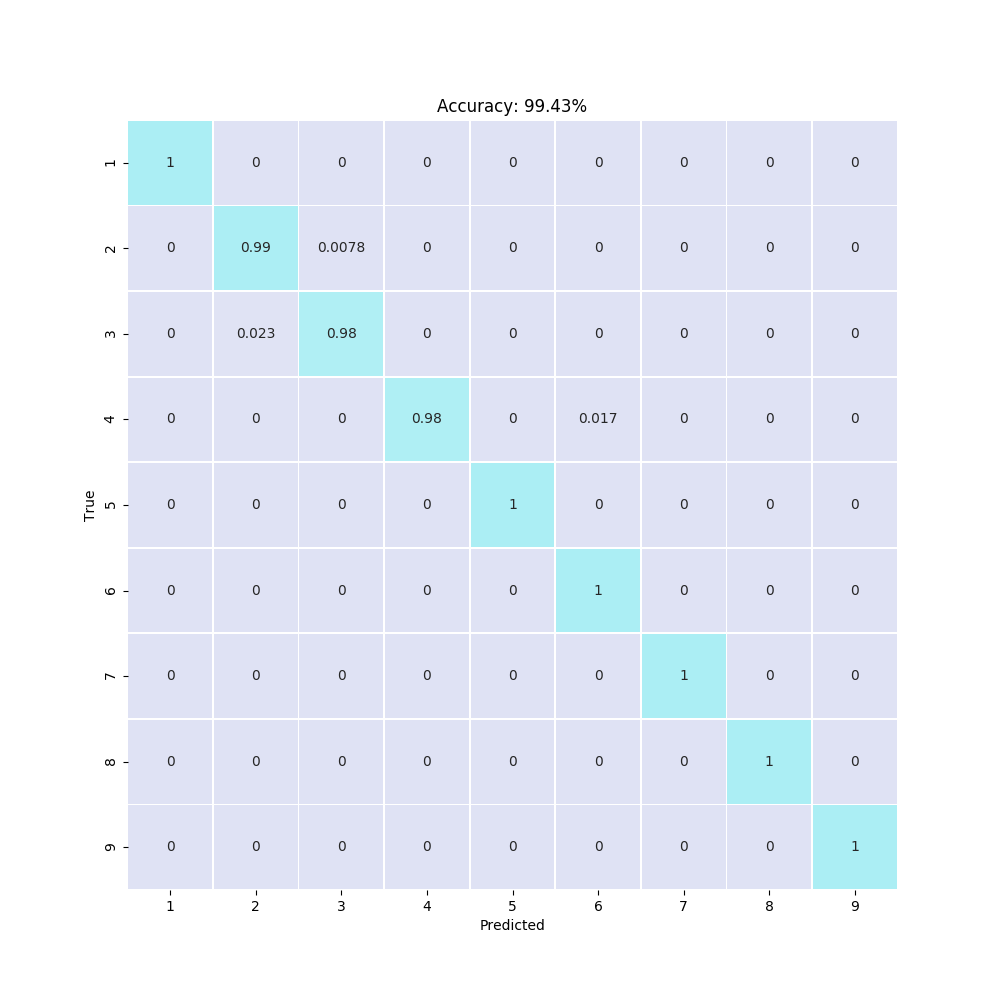 Accuracy: 99.43%
1 1 0 0 0 0 0 0 0 0
2 0 0.99 0.0078 0 0 0 0 0 0
3 0 0.023 0.98 0 0 0 0 0 0
4 0 0 0 0.98 0 0.017 0 0 0
True
5 0 0 0 0 1 0 0 0 0
6 0 0 0 0 0 1 0 0 0
7 0 0 0 0 0 0 1 0 0
8 0 0 0 0 0 0 0 1 0
9 0 0 0 0 0 0 0 0 1
1 2 3 4 5 6 7 8 9
Predicted